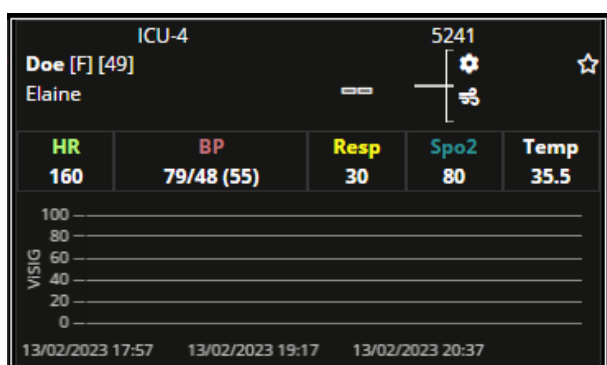 ICU-4 5241
Doe [F] [49]
Elaine
HR BP Resp Spo2 Temp
160 79/48 (55) 30 80 35.5
100
80
60
40
20
0
ViSIG
13/02/2023 17:57 13/02/2023 19:17 13/02/2023 20:37